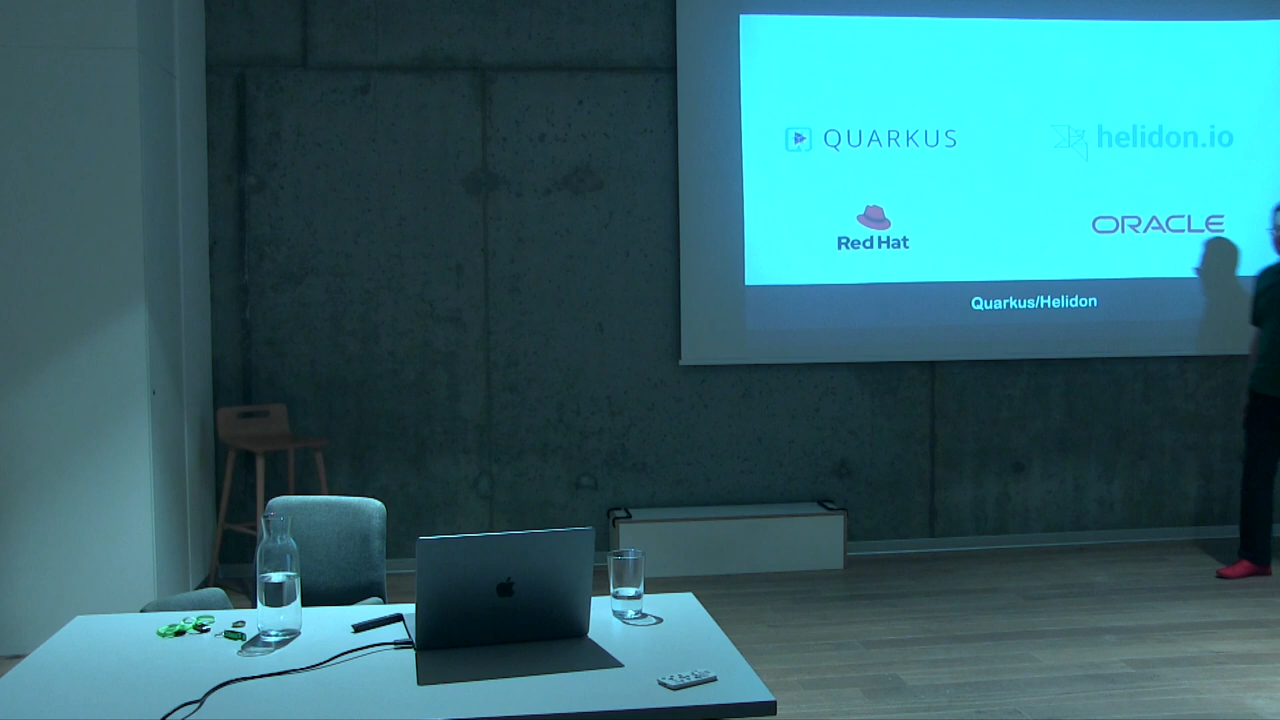 QUARKUS
helidon.io
Red Hat
ORACLE
Quarkus/Helidon